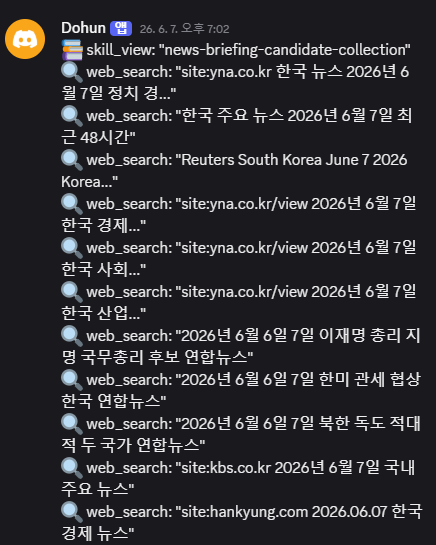 Dohun 앱 26. 6. 7. 오후 7:02
skill_view: "news-briefing-candidate-collection"
web_search: "site:yna.co.kr 한국 뉴스 2026년 6
월 7일 정치 경..."
web_search: "한국 주요 뉴스 2026년 6월 7일 최
근 48시간"
web_search: "Reuters South Korea June 7 2026
Korea..."
web_search: "site:yna.co.kr/view 2026년 6월 7일
한국 경제..."
web_search: "site:yna.co.kr/view 2026년 6월 7일
한국 사회..."
web_search: "site:yna.co.kr/view 2026년 6월 7일
한국 산업..."
web_search: "2026년 6월 6일 7일 이재명 총리 지
명 국무총리 후보 연합뉴스"
web_search: "2026년 6월 6일 7일 한미 관세 협상
한국 연합뉴스"
web_search: "2026년 6월 6일 7일 북한 독도 적대
적 두 국가 연합뉴스"
web_search: "site:kbs.co.kr 2026년 6월 7일 국내
주요 뉴스"
web_search: "site:hankyung.com 2026.06.07 한국
경제 뉴스"